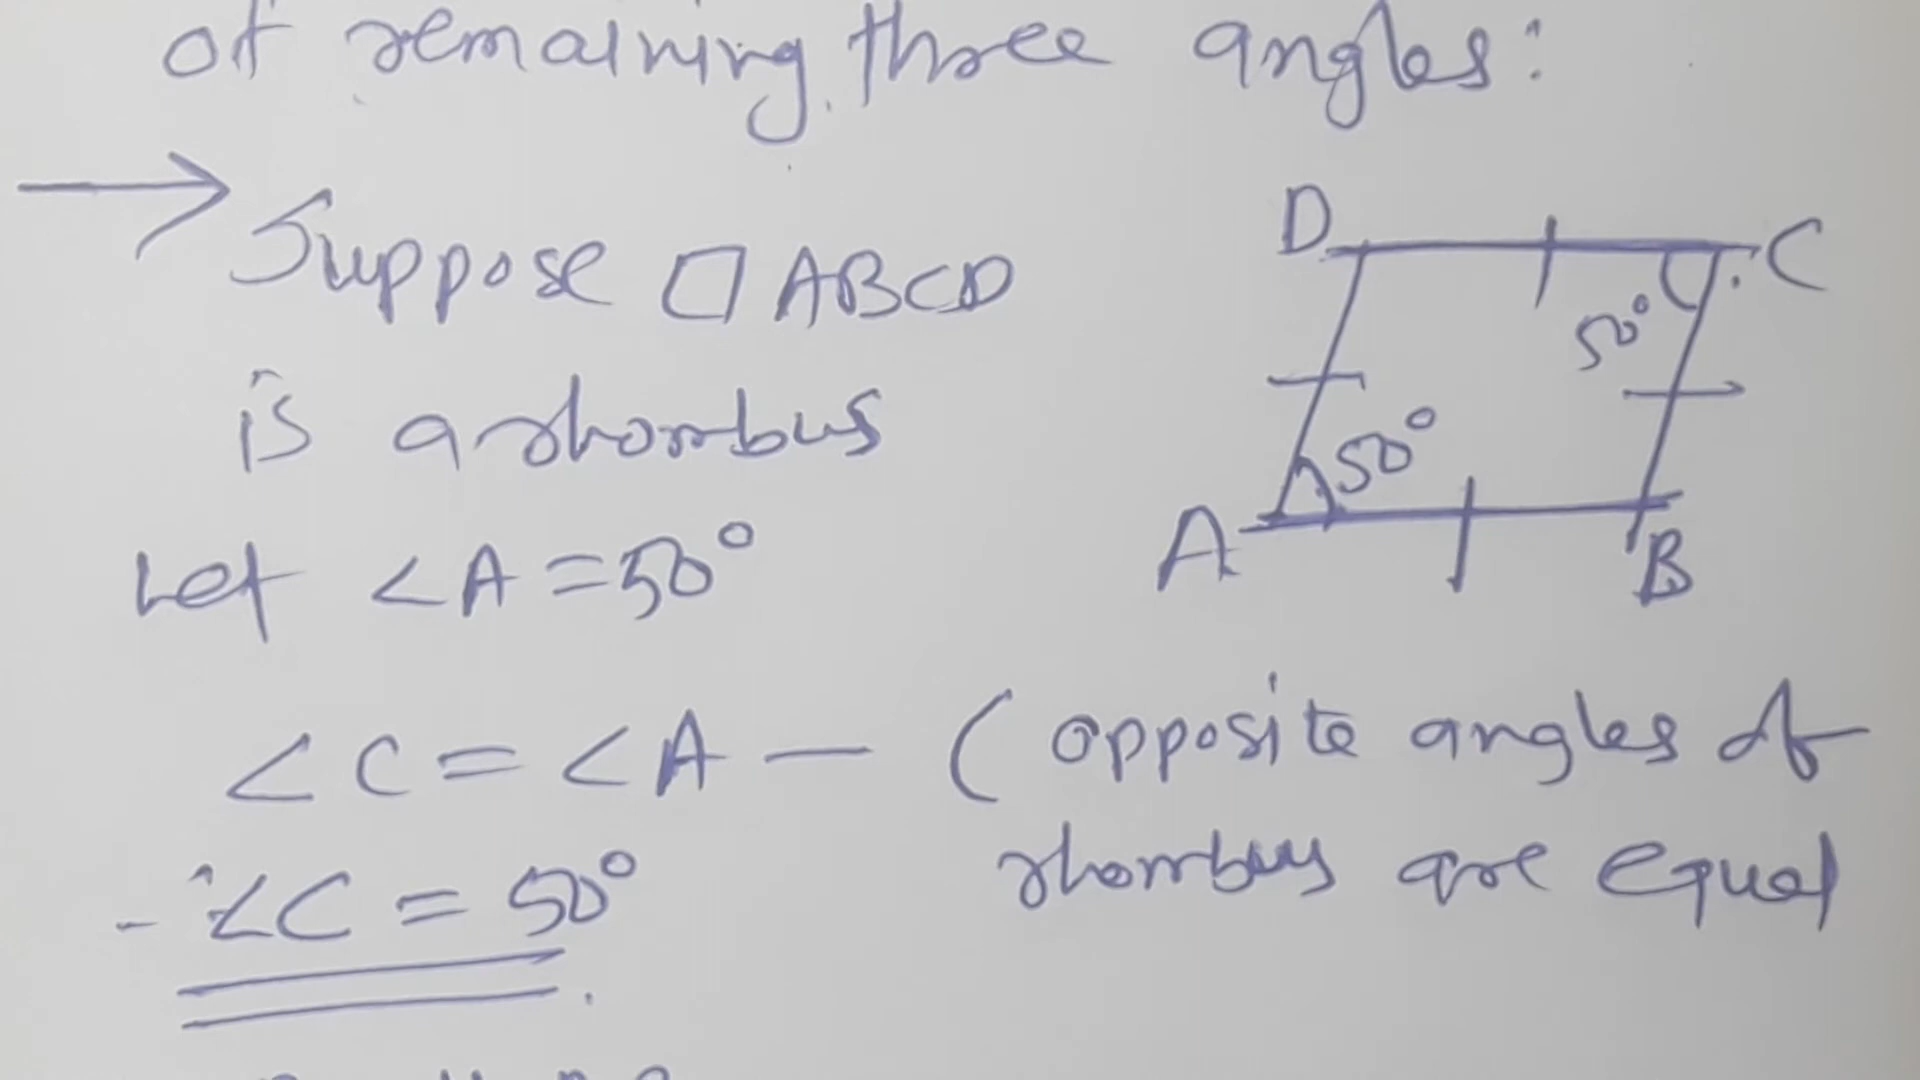 of remaining three angles:
→ Suppose ▱ ABCD
is a rhombus
Let ∠A = 50°
∠C = ∠A — (opposite angles of
rhombus are equal
∴ ∠C = 50°
D C
50°
50°
A B